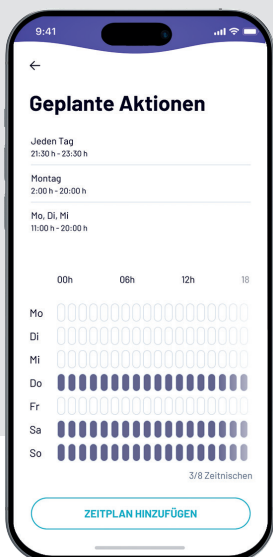 9:41
Geplante Aktionen
Jeden Tag
21:30 h - 23:30 h
Montag
2:00 h - 20:00 h
Mo, Di, Mi
11:00 h - 20:00 h
00h 06h 12h 18
Mo
Di
Mi
Do
Fr
Sa
So
3/8 Zeitnischen
ZEITPLAN HINZUFÜGEN